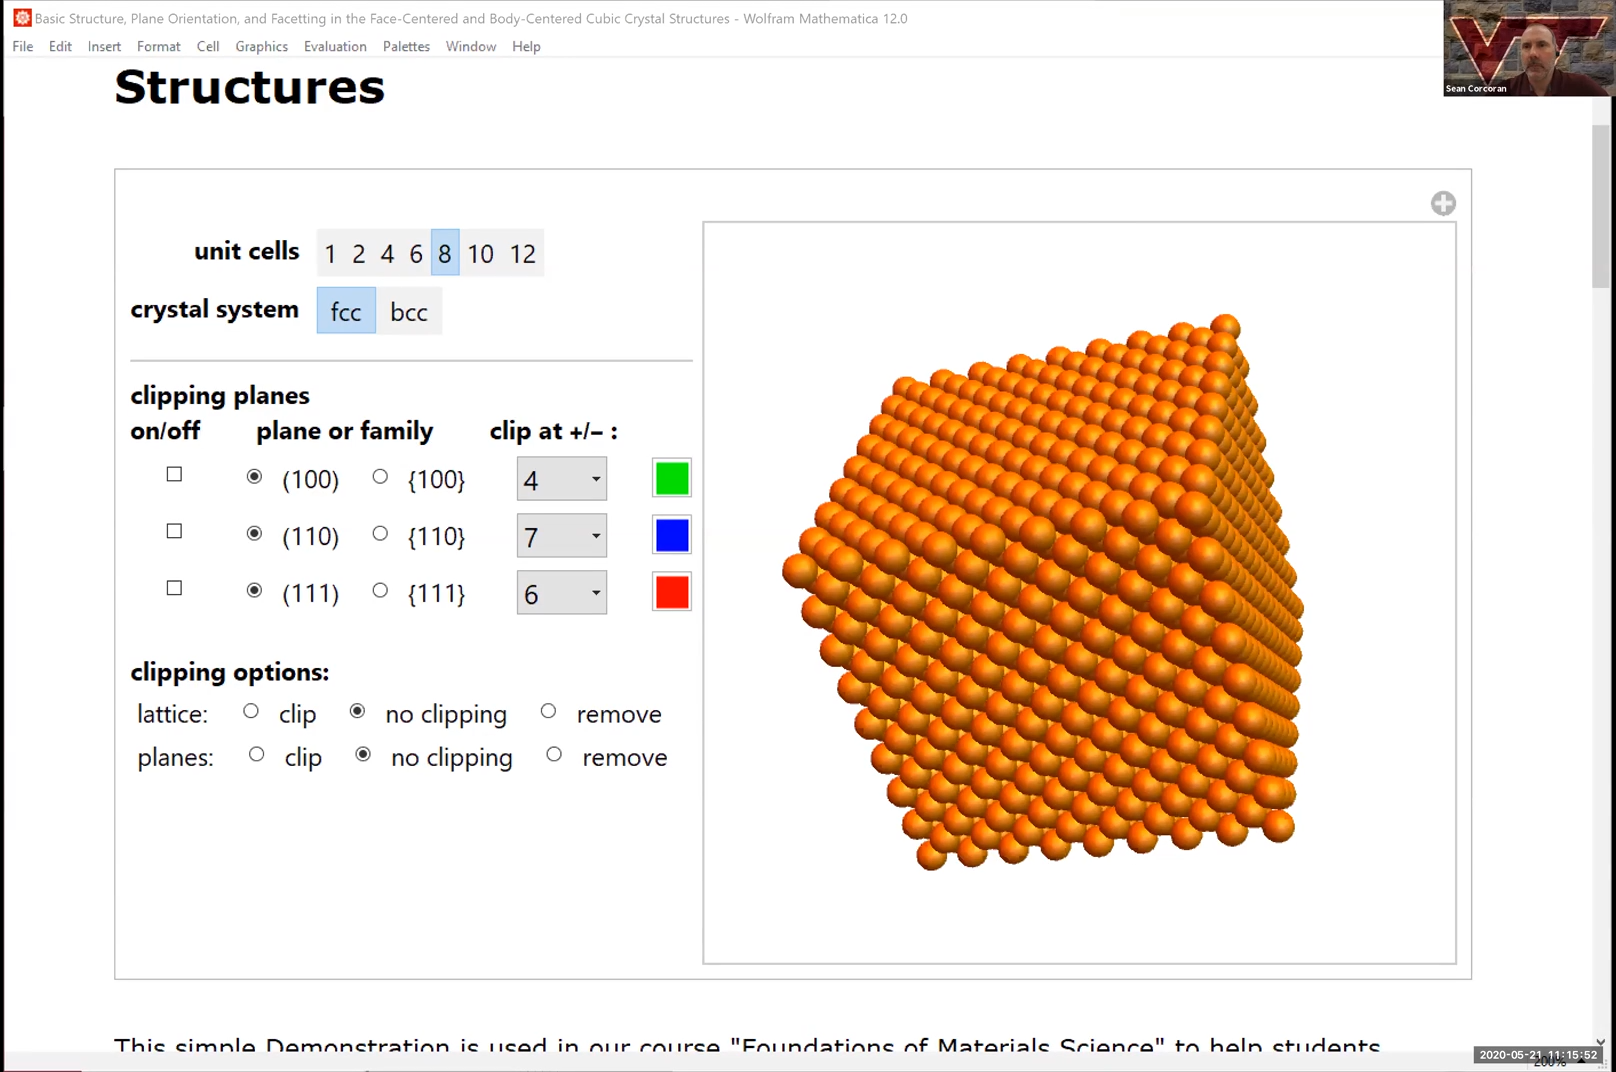 Basic Structure, Plane Orientation, and Facetting in the Face-Centered and Body-Centered Cubic Crystal Structures - Wolfram Mathematica 12.0
File Edit Insert Format Cell Graphics Evaluation Palettes Window Help
VT
Sean Corcoran
Structures
unit cells 1 2 4 6 8 10 12
crystal system fcc bcc
clipping planes
on/off plane or family clip at +/− :
(100) {100} 4
(110) {110} 7
(111) {111} 6
clipping options:
lattice: clip no clipping remove
planes: clip no clipping remove
This simple Demonstration is used in our course "Foundations of Materials Science" to help students
2020-05-21 11:15:52
200%